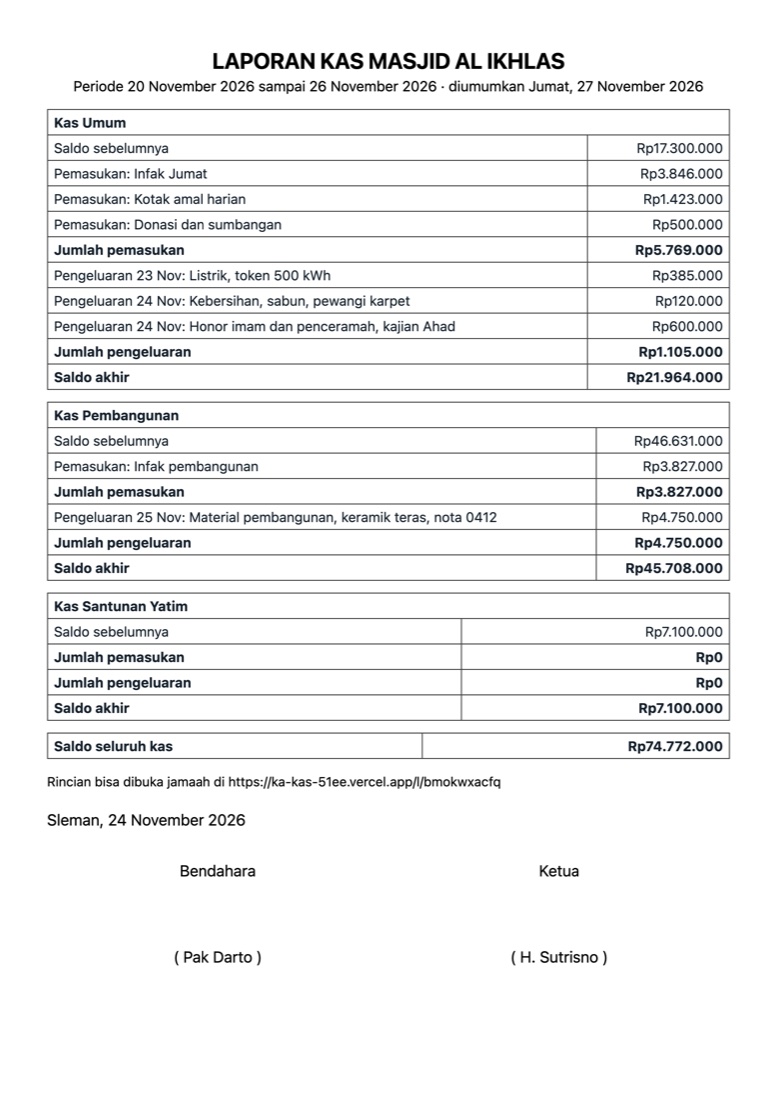 LAPORAN KAS MASJID AL IKHLAS
Periode 20 November 2026 sampai 26 November 2026 · diumumkan Jumat, 27 November 2026
Kas Umum
Saldo sebelumnya Rp17.300.000
Pemasukan: Infak Jumat Rp3.846.000
Pemasukan: Kotak amal harian Rp1.423.000
Pemasukan: Donasi dan sumbangan Rp500.000
Jumlah pemasukan Rp5.769.000
Pengeluaran 23 Nov: Listrik, token 500 kWh Rp385.000
Pengeluaran 24 Nov: Kebersihan, sabun, pewangi karpet Rp120.000
Pengeluaran 24 Nov: Honor imam dan penceramah, kajian Ahad Rp600.000
Jumlah pengeluaran Rp1.105.000
Saldo akhir Rp21.964.000
Kas Pembangunan
Saldo sebelumnya Rp46.631.000
Pemasukan: Infak pembangunan Rp3.827.000
Jumlah pemasukan Rp3.827.000
Pengeluaran 25 Nov: Material pembangunan, keramik teras, nota 0412 Rp4.750.000
Jumlah pengeluaran Rp4.750.000
Saldo akhir Rp45.708.000
Kas Santunan Yatim
Saldo sebelumnya Rp7.100.000
Jumlah pemasukan Rp0
Jumlah pengeluaran Rp0
Saldo akhir Rp7.100.000
Saldo seluruh kas Rp74.772.000
Rincian bisa dibuka jamaah di https://ka-kas-51ee.vercel.app/l/bmokwxacfq
Sleman, 24 November 2026
Bendahara Ketua
( Pak Darto ) ( H. Sutrisno )